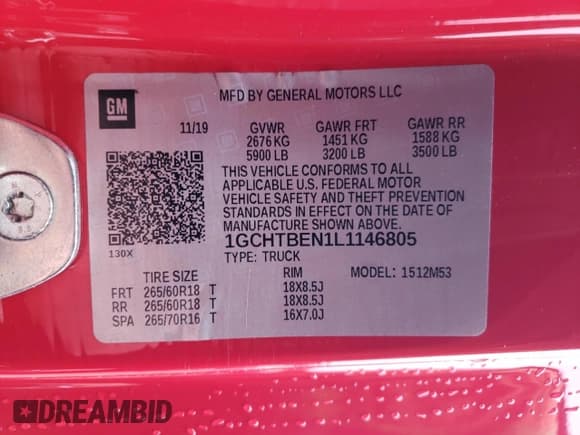 GM
MFD BY GENERAL MOTORS LLC
11/19 GVWR GAWR FRT GAWR RR
2676 KG 1451 KG 1588 KG
5900 LB 3200 LB 3500 LB
THIS VEHICLE CONFORMS TO ALL
APPLICABLE U.S. FEDERAL MOTOR
VEHICLE SAFETY AND THEFT PREVENTION
STANDARDS IN EFFECT ON THE DATE OF
MANUFACTURE SHOWN ABOVE.
1GCHTBEN1L1146805
130X TYPE: TRUCK
TIRE SIZE RIM MODEL: 1512M53
FRT 265/60R18 T 18X8.5J
RR 265/60R18 T 18X8.5J
SPA 265/70R16 T 16X7.0J
DREAMBID